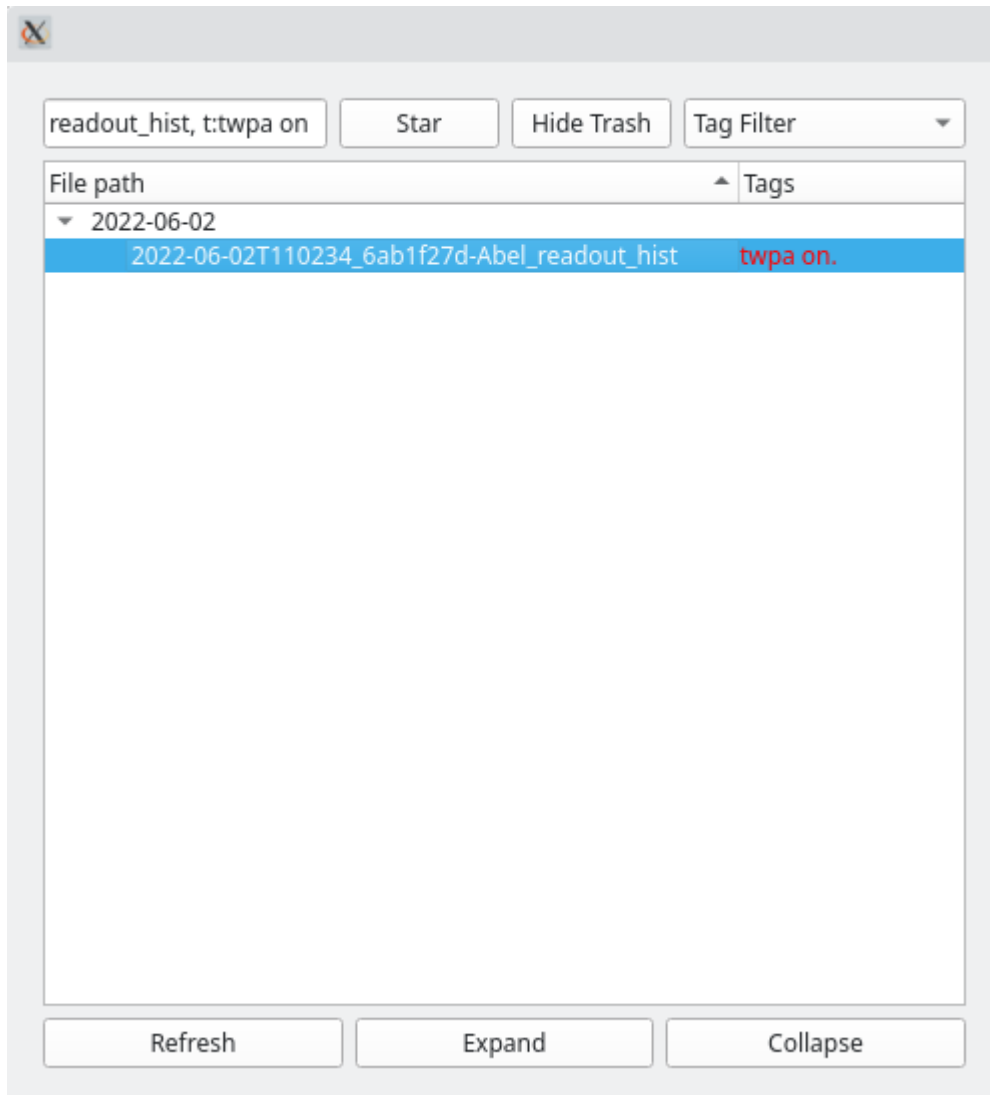 readout_hist, t:twpa on Star Hide Trash Tag Filter
File path Tags
2022-06-02
2022-06-02T110234_6ab1f27d-Abel_readout_hist twpa on.
Refresh Expand Collapse